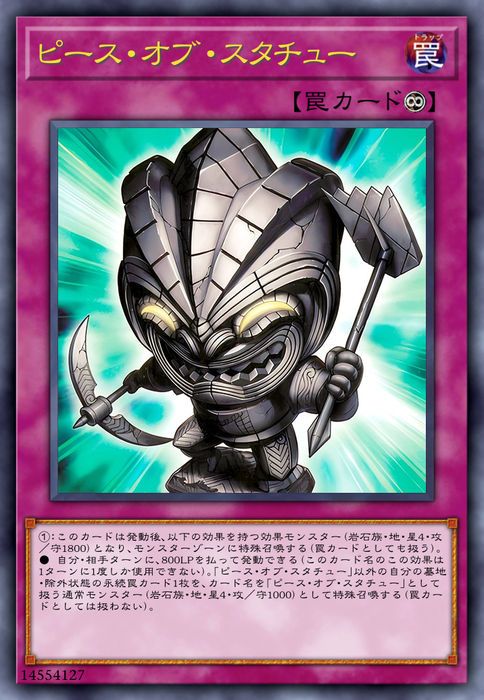 ピース・オブ・スタチュー
トラップ
罠
【罠カード♾】
①:このカードは発動後、以下の効果を持つ効果モンスター(岩石族・地・星4・攻
/守1800)となり、モンスターゾーンに特殊召喚する(罠カードとしても扱う)。
●自分・相手ターンに、800LPを払って発動できる(このカード名のこの効果は
1ターンに1度しか使用できない)。「ピース・オブ・スタチュー」以外の自分の墓地
・除外状態の永続罠カード1枚を、カード名を「ピース・オブ・スタチュー」として
扱う通常モンスター(岩石族・地・星4・攻/守1000)として特殊召喚する(罠カー
ドとしては扱わない)。
14554127